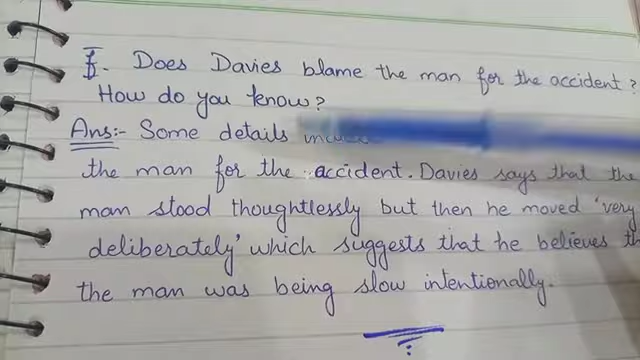 f. Does Davies blame the man for the accident?
How do you know?
Ans:- Some details
the man for the accident. Davies says that the
man stood thoughtlessly but then he moved 'very
deliberately' which suggests that he believes
the man was being slow intentionally.